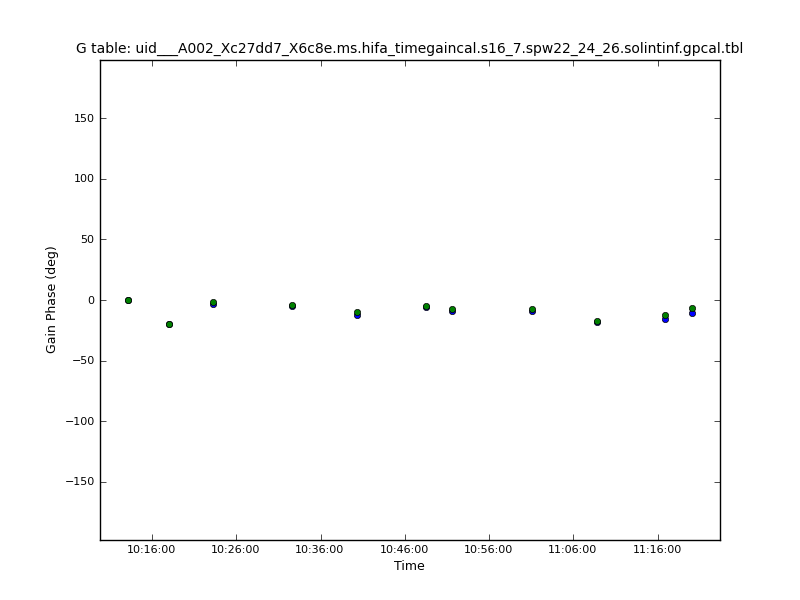 G table: uid___A002_Xc27dd7_X6c8e.ms.hifa_timegaincal.s16_7.spw22_24_26.solintinf.gpcal.tbl
150
100
50
0
−50
−100
−150
Gain Phase (deg)
10:16:00 10:26:00 10:36:00 10:46:00 10:56:00 11:06:00 11:16:00
Time